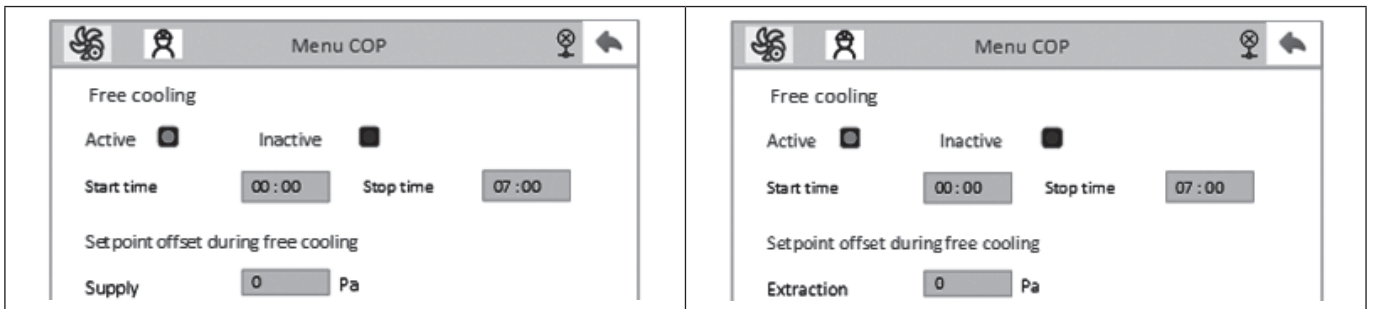 Menu COP
Free cooling
Active Inactive
Start time 00 : 00 Stop time 07 : 00
Setpoint offset during free cooling
Supply 0 Pa
Menu COP
Free cooling
Active Inactive
Start time 00 : 00 Stop time 07 : 00
Setpoint offset during free cooling
Extraction 0 Pa